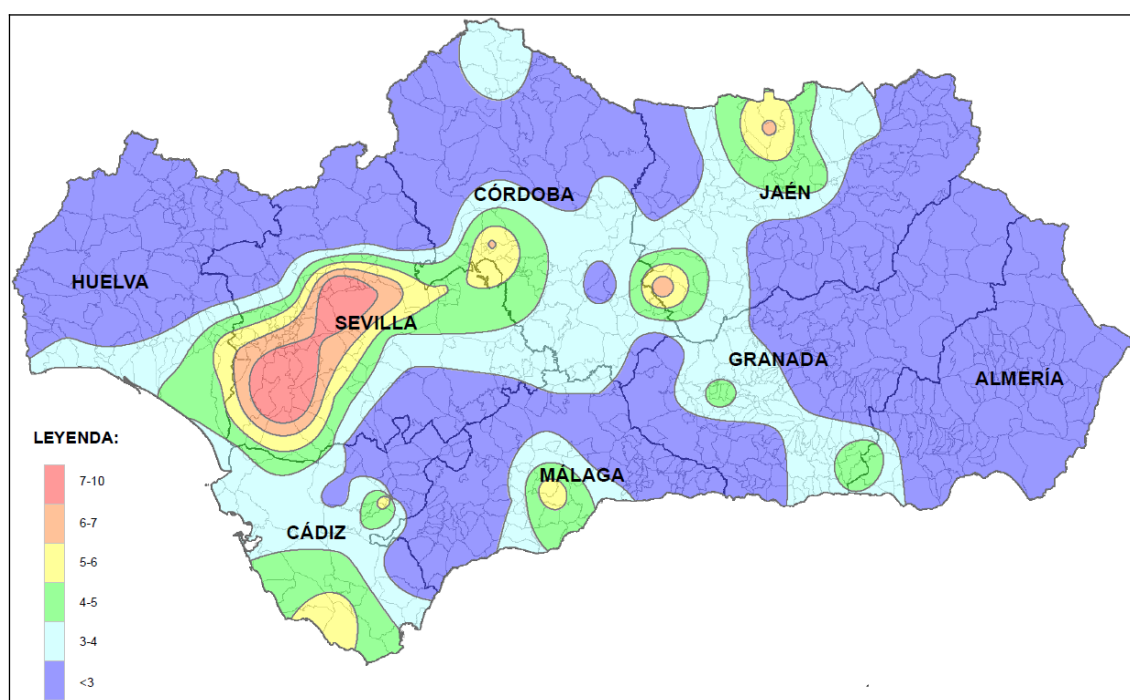 CÓRDOBA
JAÉN
HUELVA
SEVILLA
GRANADA
ALMERÍA
MÁLAGA
CÁDIZ
LEYENDA:
7-10
6-7
5-6
4-5
3-4
<3